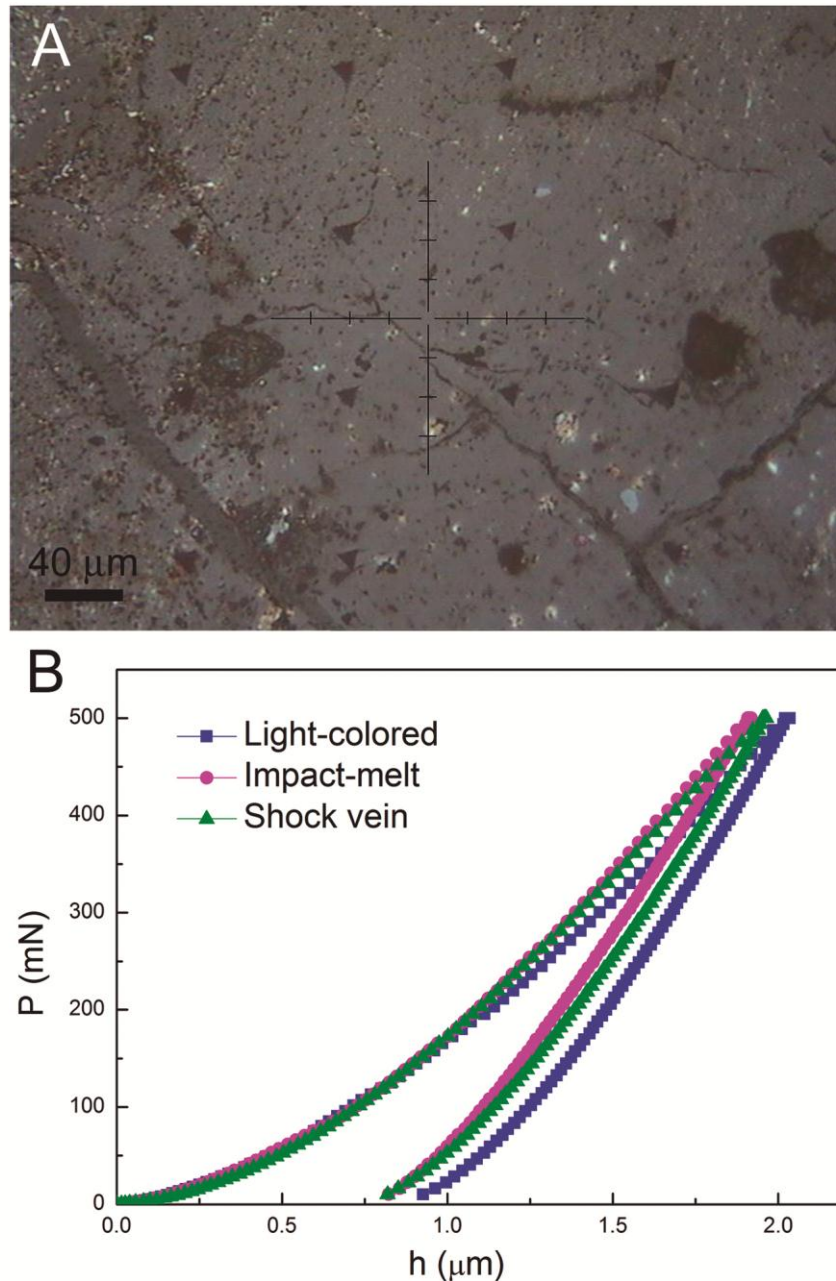 A
40 μm
B
Light-colored
Impact-melt
Shock vein
P (mN)
500
400
300
200
100
0
0.0 0.5 1.0 1.5 2.0
h (μm)